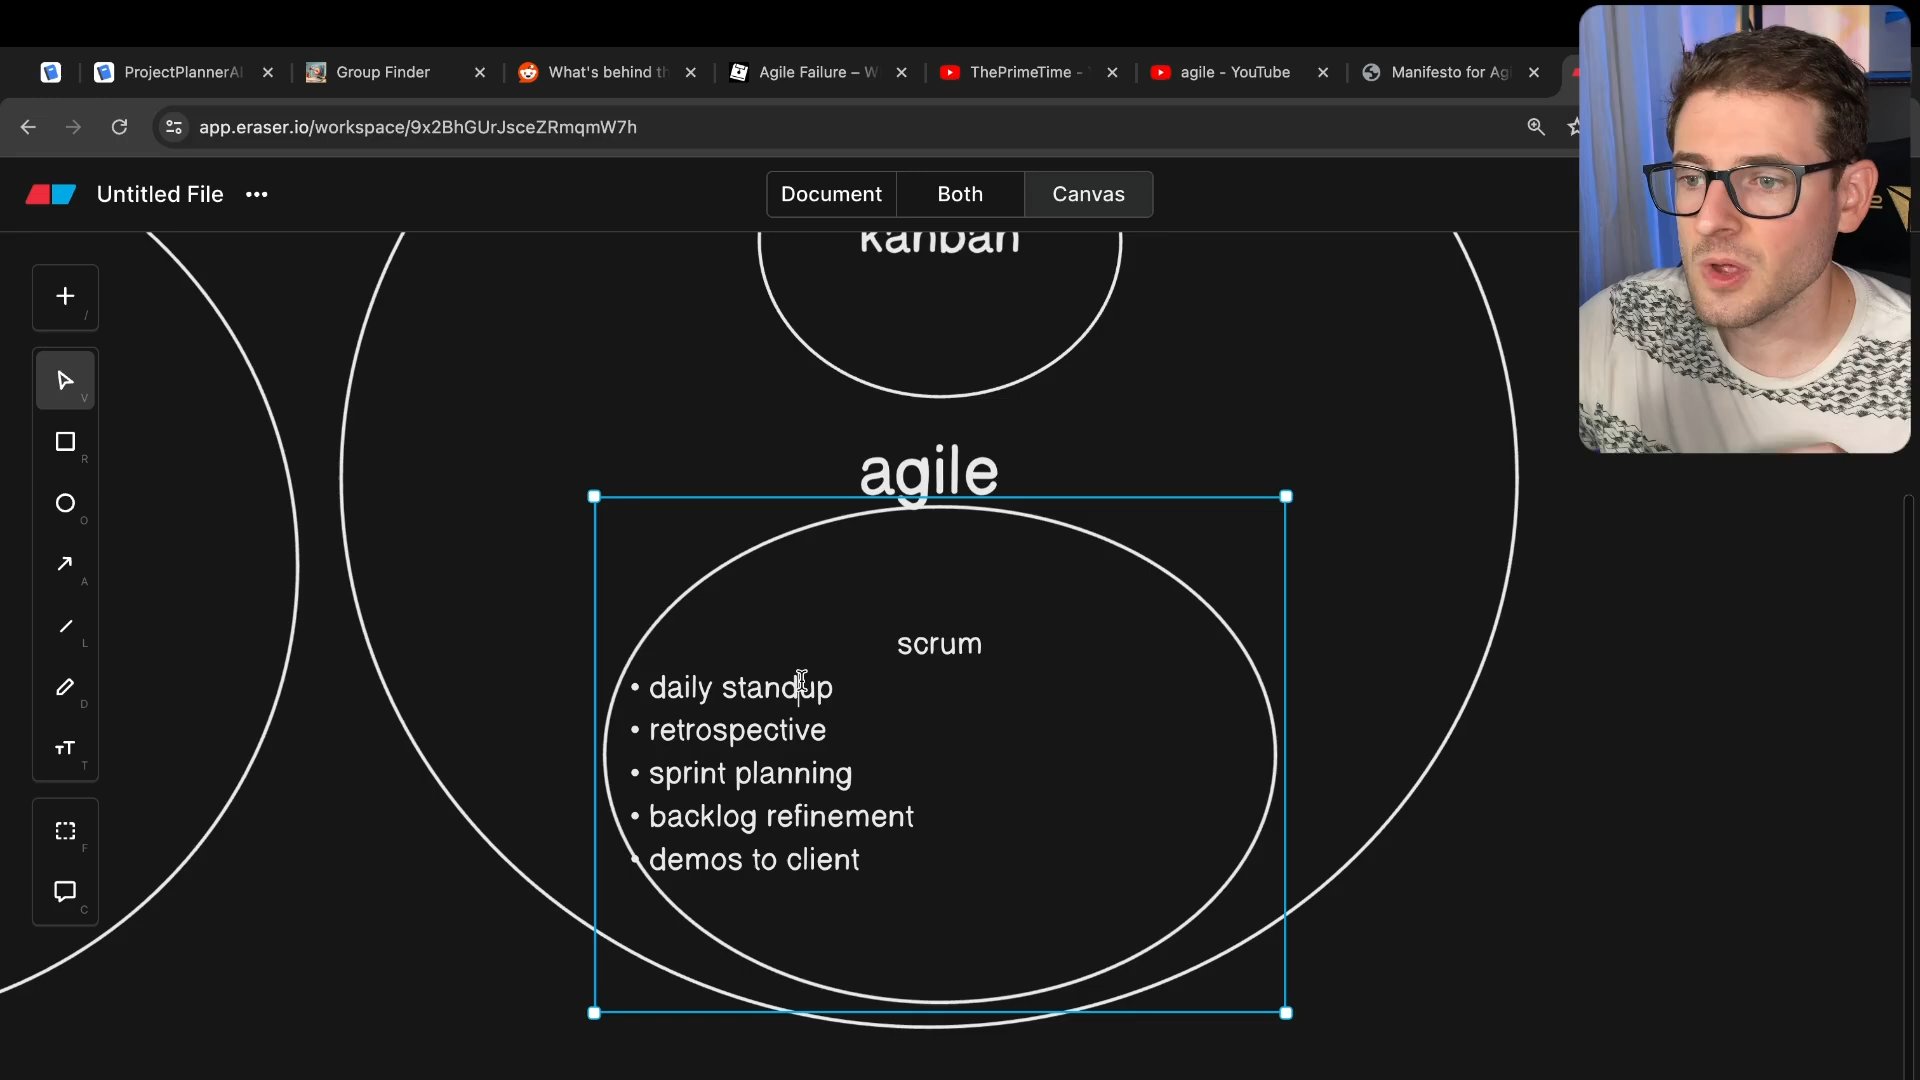 ProjectPlannerAI
Group Finder
What's behind th
Agile Failure – W
ThePrimeTime -
agile - YouTube
Manifesto for Ag
app.eraser.io/workspace/9x2BhGUrJsceZRmqmW7h
Untitled File
Document
Both
Canvas
kanban
/
V
R
O
A
L
D
T
F
C
agile
scrum
• daily standup
• retrospective
• sprint planning
• backlog refinement
• demos to client